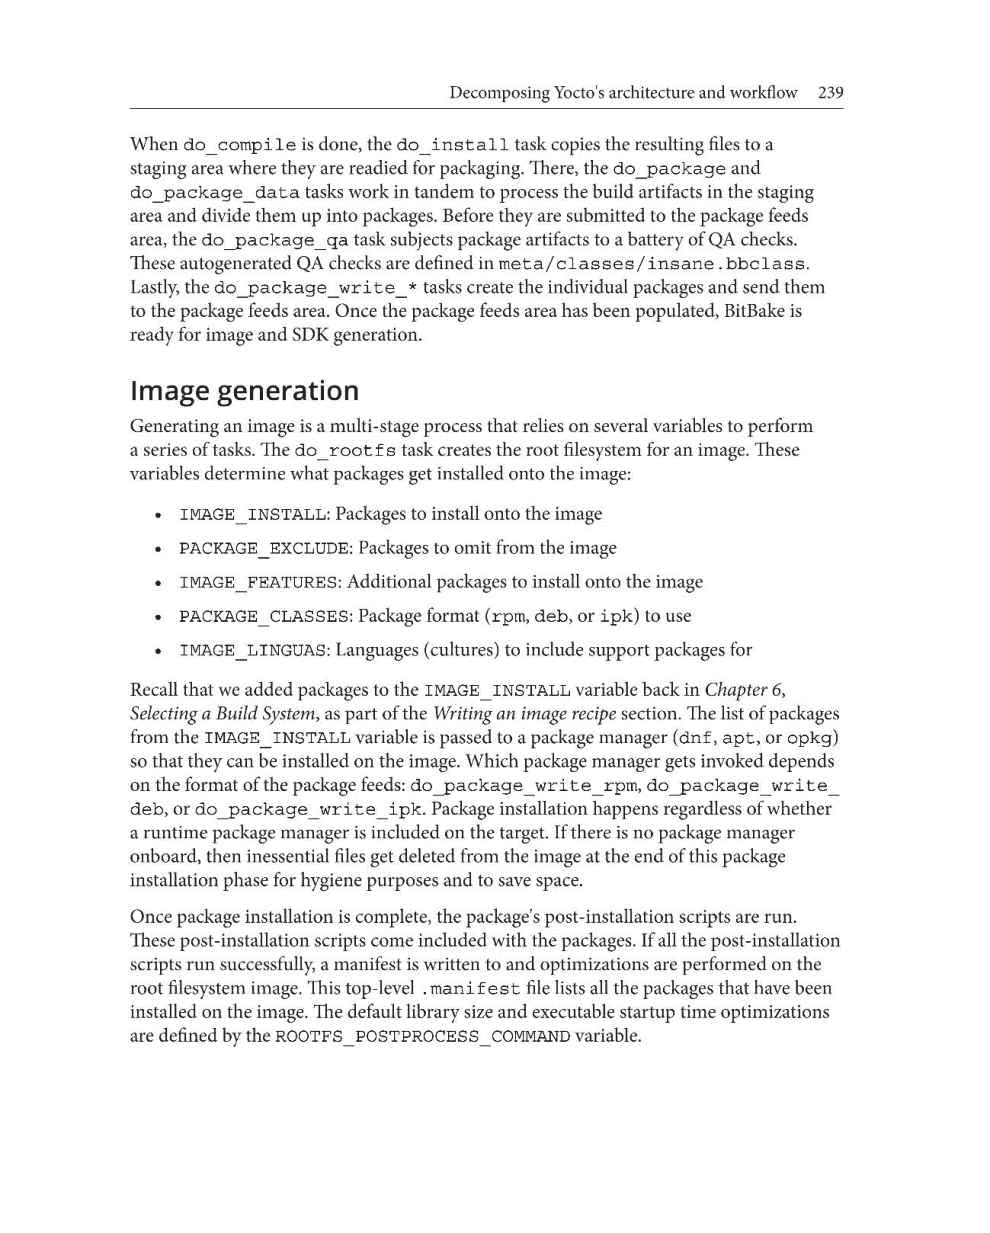 Decomposing Yocto's architecture and workflow 239
When do_compile is done, the do_install task copies the resulting files to a
staging area where they are readied for packaging. There, the do_package and
do_package_data tasks work in tandem to process the build artifacts in the staging
area and divide them up into packages. Before they are submitted to the package feeds
area, the do_package_qa task subjects package artifacts to a battery of QA checks.
These autogenerated QA checks are defined in meta/classes/insane.bbclass.
Lastly, the do_package_write_* tasks create the individual packages and send them
to the package feeds area. Once the package feeds area has been populated, BitBake is
ready for image and SDK generation.
Image generation
Generating an image is a multi-stage process that relies on several variables to perform
a series of tasks. The do_rootfs task creates the root filesystem for an image. These
variables determine what packages get installed onto the image:
• IMAGE_INSTALL: Packages to install onto the image
• PACKAGE_EXCLUDE: Packages to omit from the image
• IMAGE_FEATURES: Additional packages to install onto the image
• PACKAGE_CLASSES: Package format (rpm, deb, or ipk) to use
• IMAGE_LINGUAS: Languages (cultures) to include support packages for
Recall that we added packages to the IMAGE_INSTALL variable back in Chapter 6,
Selecting a Build System, as part of the Writing an image recipe section. The list of packages
from the IMAGE_INSTALL variable is passed to a package manager (dnf, apt, or opkg)
so that they can be installed on the image. Which package manager gets invoked depends
on the format of the package feeds: do_package_write_rpm, do_package_write_
deb, or do_package_write_ipk. Package installation happens regardless of whether
a runtime package manager is included on the target. If there is no package manager
onboard, then inessential files get deleted from the image at the end of this package
installation phase for hygiene purposes and to save space.
Once package installation is complete, the package's post-installation scripts are run.
These post-installation scripts come included with the packages. If all the post-installation
scripts run successfully, a manifest is written to and optimizations are performed on the
root filesystem image. This top-level .manifest file lists all the packages that have been
installed on the image. The default library size and executable startup time optimizations
are defined by the ROOTFS_POSTPROCESS_COMMAND variable.